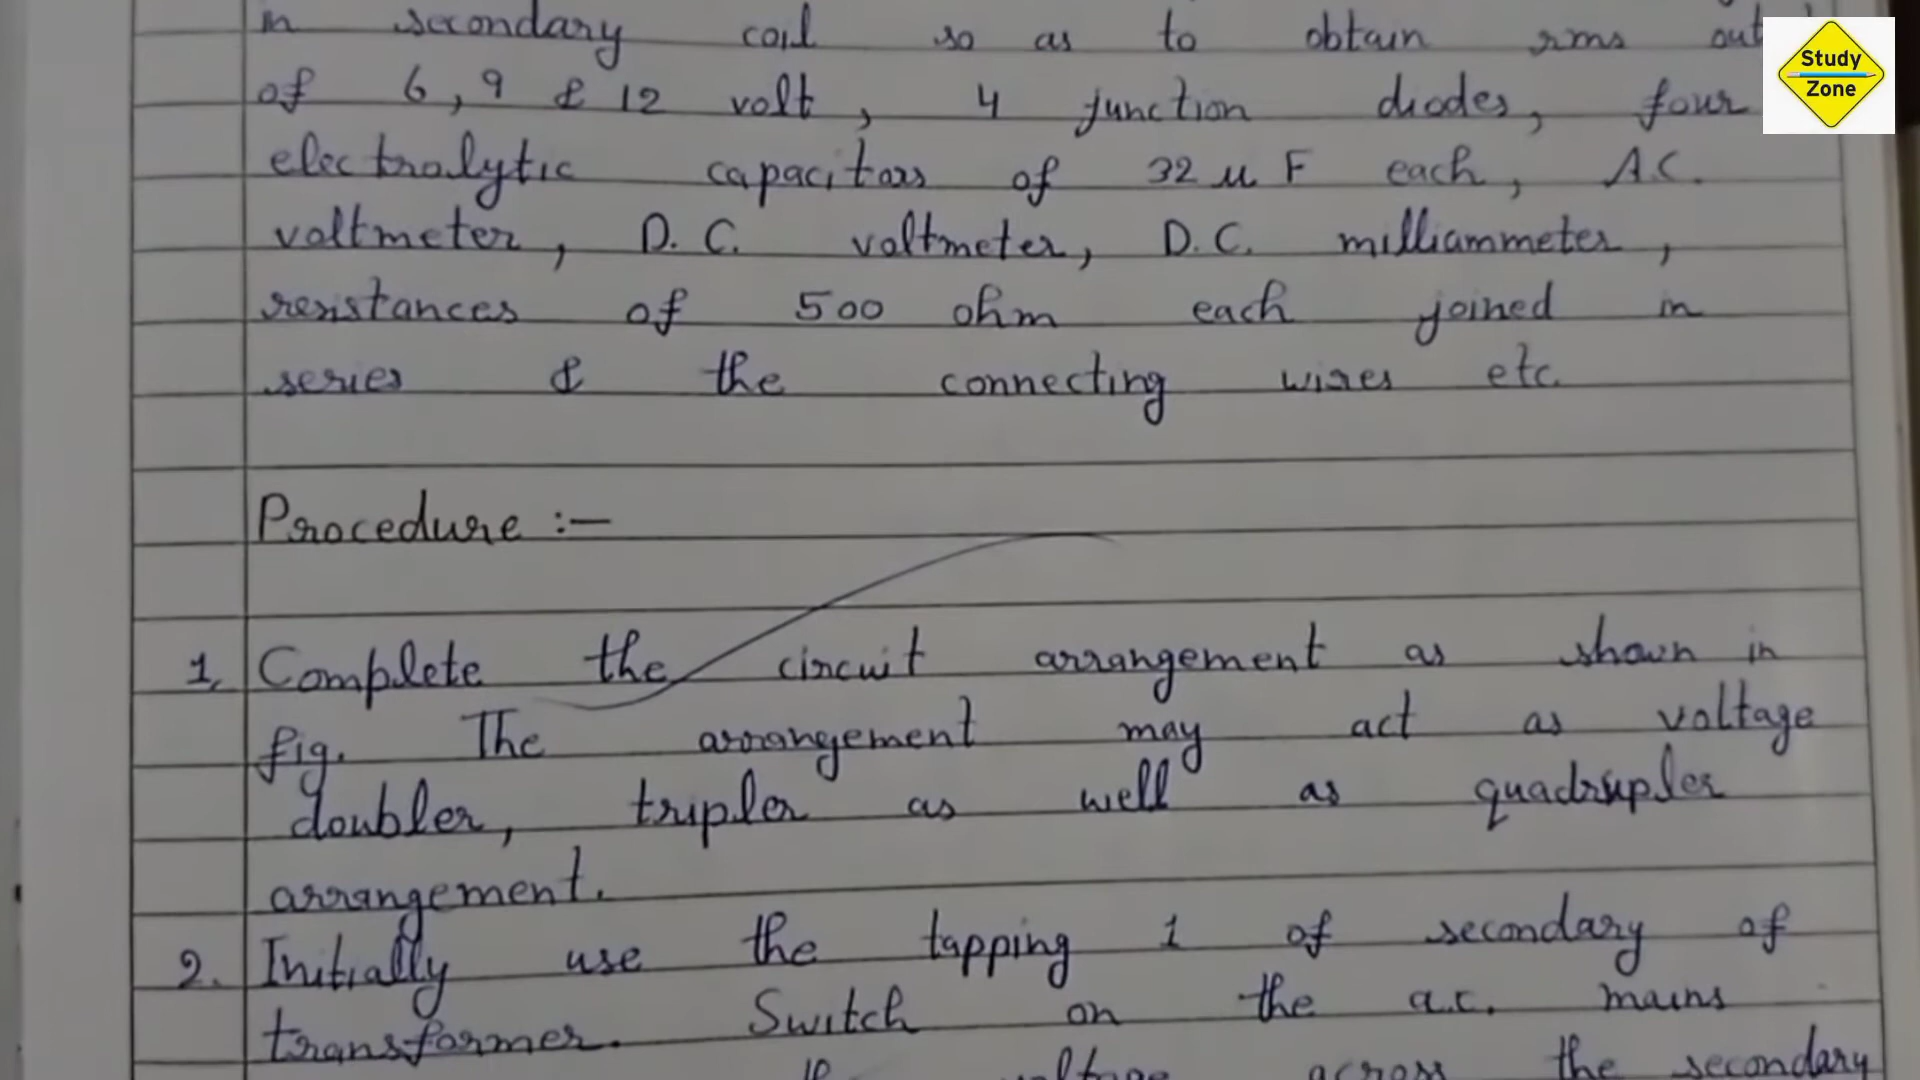 in secondary coil so as to obtain rms out
of 6, 9 & 12 volt, 4 junction diodes, four
electrolytic capacitors of 32 μF each, A.C.
voltmeter, D.C. voltmeter, D.C. milliammeter,
resistances of 500 ohm each joined in
series & the connecting wires etc.
Procedure :-
1. Complete the circuit arrangement as shown in
fig. The arrangement may act as voltage
doubler, tripler as well as quadrupler
arrangement.
2. Initially use the tapping 1 of secondary of
transformer. Switch on the a.c. mains
voltage across the secondary
Study
Zone